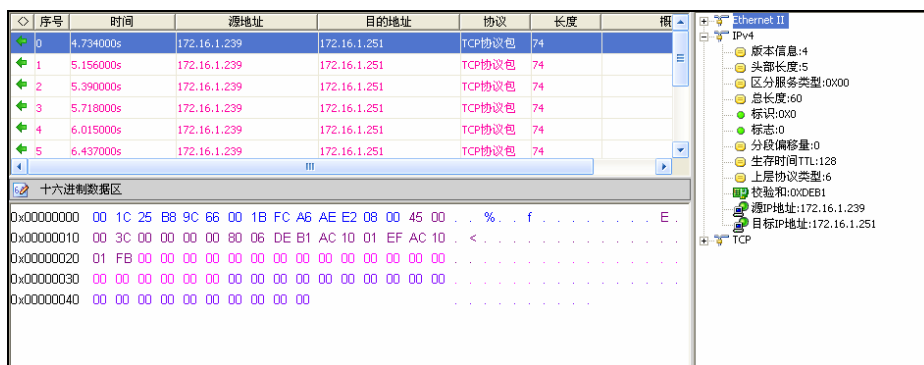 序号 时间 源地址 目的地址 协议 长度 概
0 4.734000s 172.16.1.239 172.16.1.251 TCP协议包 74
1 5.156000s 172.16.1.239 172.16.1.251 TCP协议包 74
2 5.390000s 172.16.1.239 172.16.1.251 TCP协议包 74
3 5.718000s 172.16.1.239 172.16.1.251 TCP协议包 74
4 6.015000s 172.16.1.239 172.16.1.251 TCP协议包 74
5 6.437000s 172.16.1.239 172.16.1.251 TCP协议包 74
十六进制数据区
0x00000000 00 1C 25 B8 9C 66 00 1B FC A6 AE E2 08 00 45 00 . . % . . f . . . . . . . . E .
0x00000010 00 3C 00 00 00 00 80 06 DE B1 AC 10 01 EF AC 10 . < . . . . . . . . . . . . . .
0x00000020 01 FB 00 00 00 00 00 00 00 00 00 00 00 00 00 00 . . . . . . . . . . . . . . . .
0x00000030 00 00 00 00 00 00 00 00 00 00 00 00 00 00 00 00 . . . . . . . . . . . . . . . .
0x00000040 00 00 00 00 00 00 00 00 00 00 . . . . . . . . . .
Ethernet II
IPv4
版本信息:4
头部长度:5
区分服务类型:0X00
总长度:60
标识:0X0
标志:0
分段偏移量:0
生存时间TTL:128
上层协议类型:6
校验和:0XDEB1
源IP地址:172.16.1.239
目标IP地址:172.16.1.251
TCP